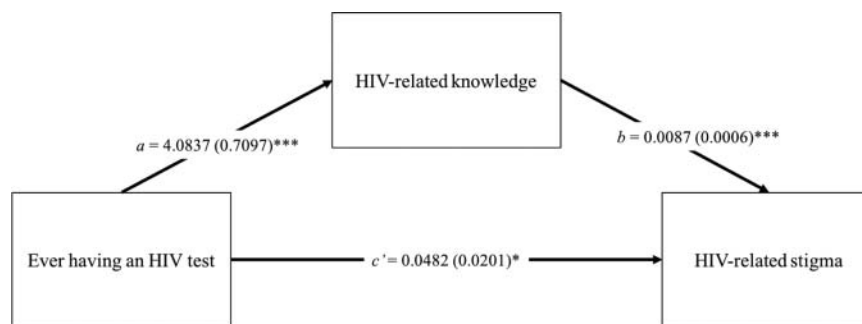 HIV-related knowledge
a = 4.0837 (0.7097)***
b = 0.0087 (0.0006)***
Ever having an HIV test
c’= 0.0482 (0.0201)*
HIV-related stigma